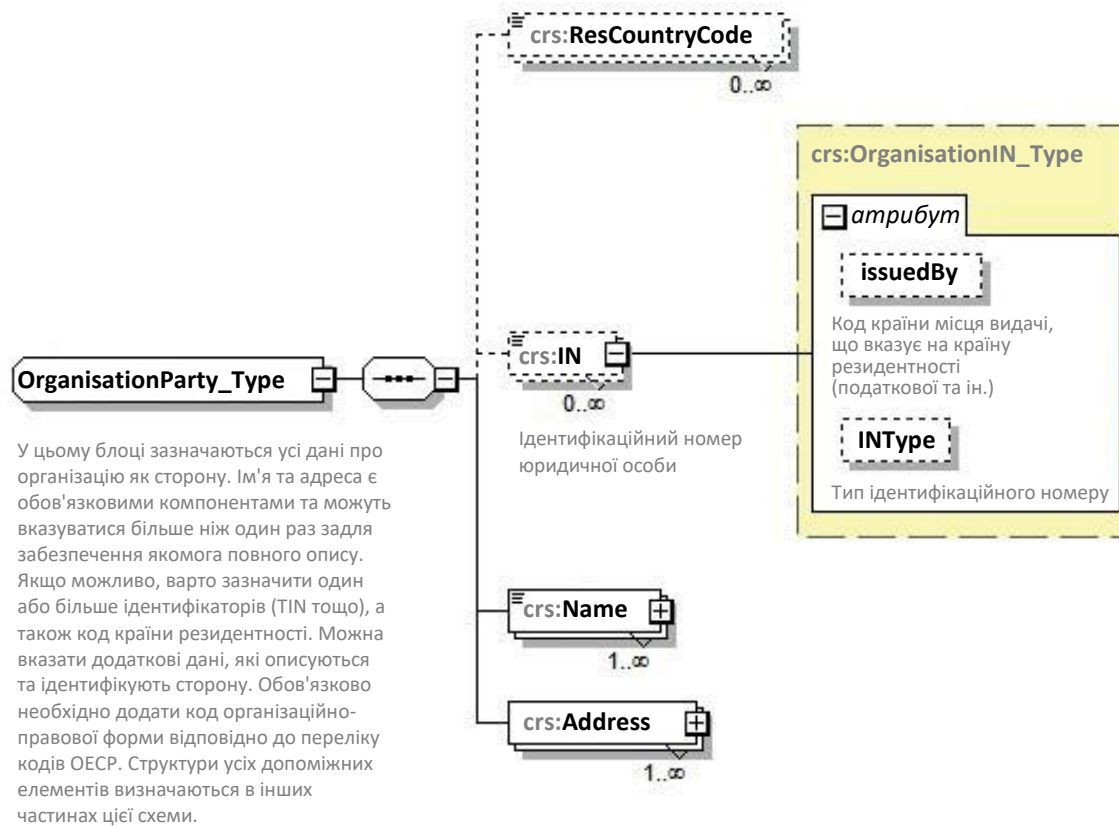 crs:ResCountryCode
0..∞
crs:OrganisationIN_Type
атрибут
issuedBy
Код країни місця видачі,
що вказує на країну
резидентності
(податкової та ін.)
crs:IN
0..∞
Ідентифікаційний номер
юридичної особи
INType
Тип ідентифікаційного номеру
OrganisationParty_Type
У цьому блоці зазначаються усі дані про
організацію як сторону. Ім'я та адреса є
обов'язковими компонентами та можуть
вказуватися більше ніж один раз задля
забезпечення якомога повного опису.
Якщо можливо, варто зазначити один
або більше ідентифікаторів (TIN тощо), а
також код країни резидентності. Можна
вказати додаткові дані, які описуються
та ідентифікують сторону. Обов'язково
необхідно додати код організаційно-
правової форми відповідно до переліку
кодів ОЕСР. Структури усіх допоміжних
елементів визначаються в інших
частинах цієї схеми.
crs:Name
1..∞
crs:Address
1..∞